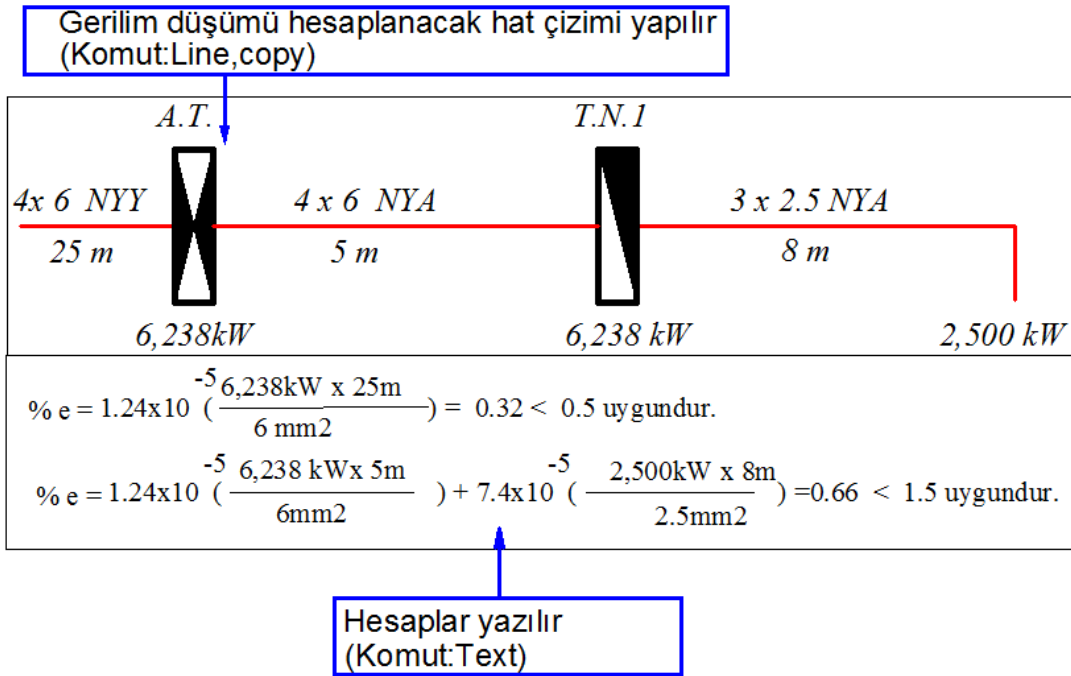 Gerilim düşümü hesaplanacak hat çizimi yapılır
(Komut:Line,copy)
A.T. T.N.1
4x 6 NYY 4 x 6 NYA 3 x 2.5 NYA
25 m 5 m 8 m
6,238kW 6,238 kW 2,500 kW
% e = 1.24x10 -5 ( 6,238kW x 25m / 6 mm2 ) = 0.32 < 0.5 uygundur.
% e = 1.24x10 -5 ( 6,238 kWx 5m / 6mm2 ) + 7.4x10 -5 ( 2,500kW x 8m / 2.5mm2 ) =0.66 < 1.5 uygundur.
Hesaplar yazılır
(Komut:Text)